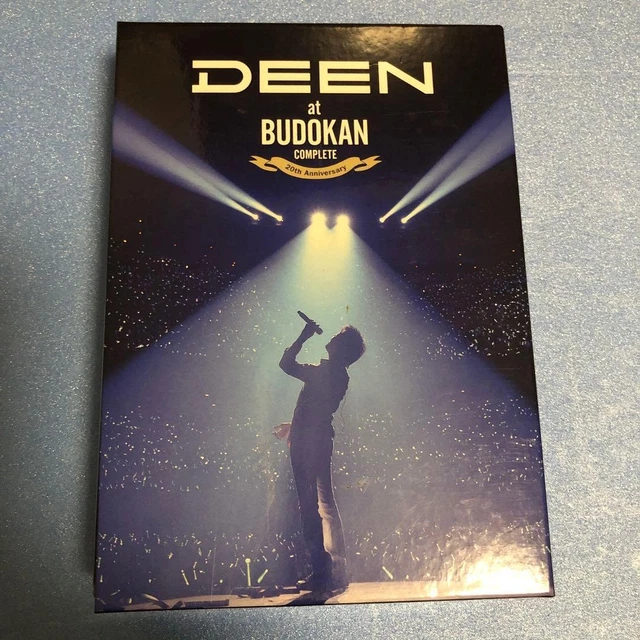 DEEN
at
BUDOKAN
COMPLETE
20th Anniversary